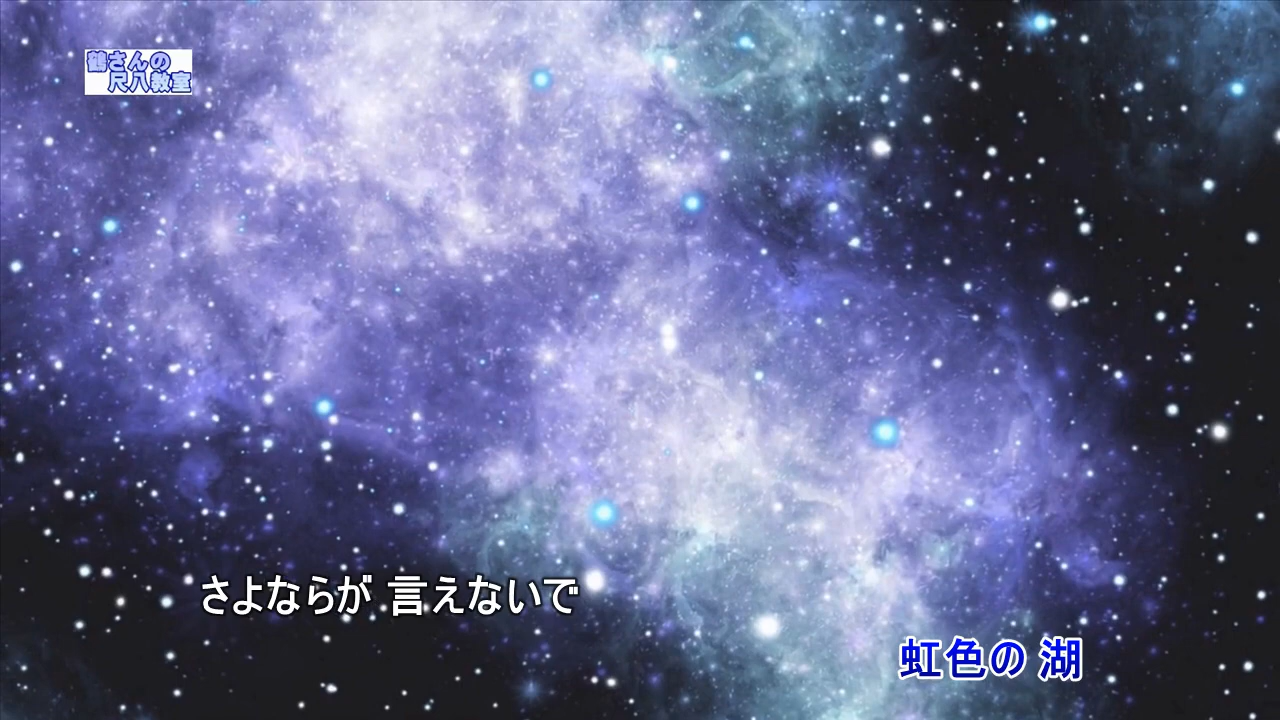 鶴さんの
尺八教室
さよならが 言えないで
虹色の 湖